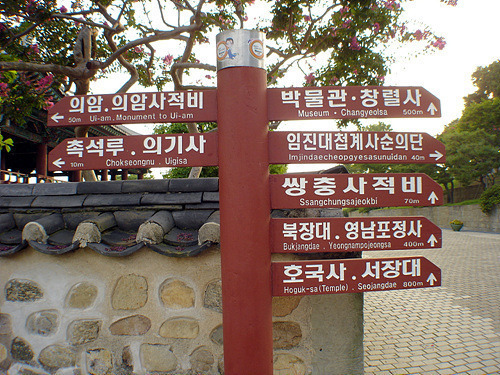 의암.의암사적비
50m Ui-am. Monument to Ui-am
촉석루.의기사
10m Chokseongnu . Uigisa
박물관·창렬사
Museum · Changyeolsa 500m
임진대첩계사순의단
Imjindaecheopgyesasunuidan 40m
쌍충사적비
Ssangchungsajeokbi 70m
북장대.영남포정사
Bukjangdae . Yeongnampojeongsa 400m
호국사.서장대
Hoguk-sa(Temple) . Seojangdae 800m